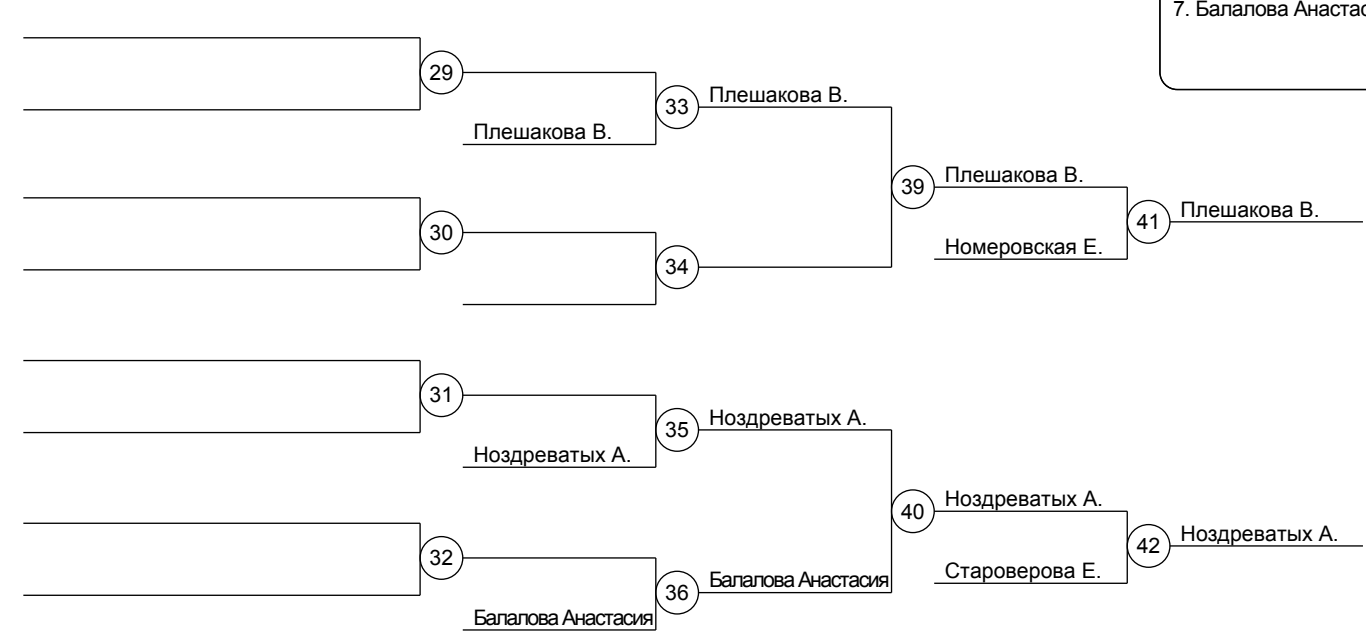 7. Балалова
29
33
Плешакова В.
Плешакова В.
39
Плешакова В.
30
41
Плешакова В.
34
Номеровская Е.
31
35
Ноздреватых А.
Ноздреватых А.
40
Ноздреватых А.
32
42
Ноздреватых А.
36
Балалова Анастасия
Староверова Е.
Балалова Анастасия